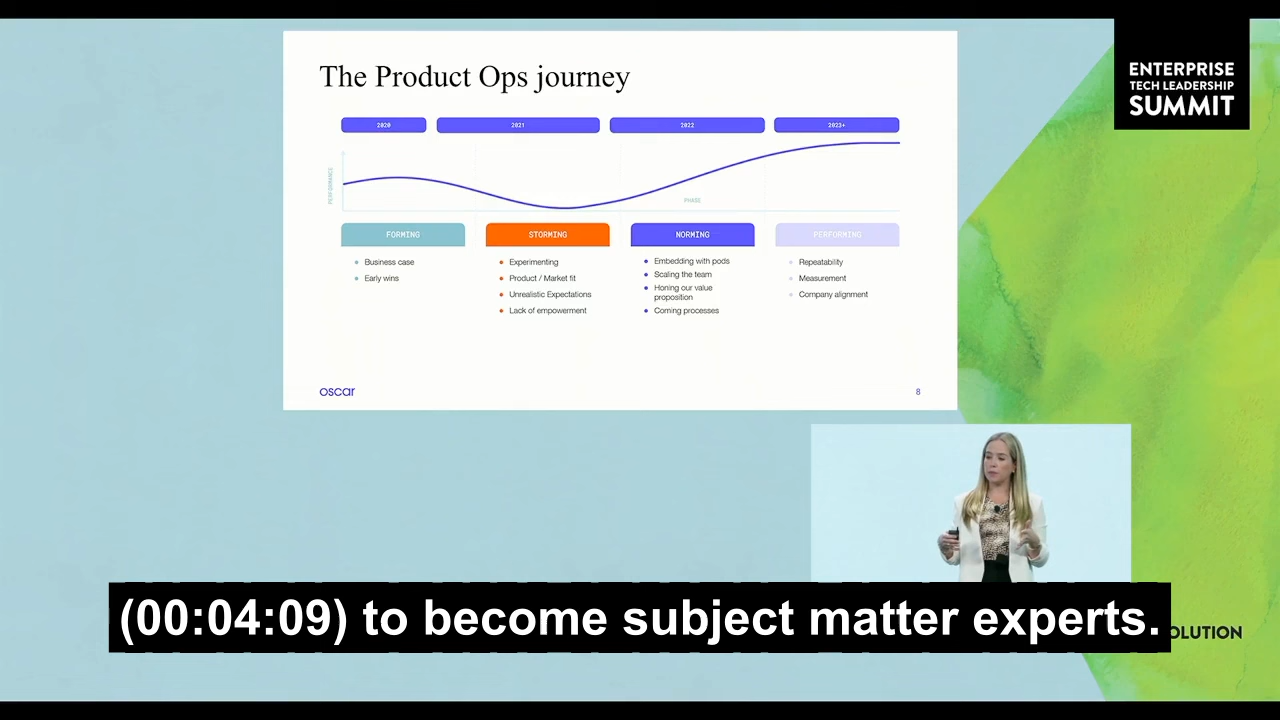 The Product Ops journey
2020
2021
2022
2023+
PERFORMANCE
PHASE
FORMING
STORMING
NORMING
PERFORMING
Business case
Early wins
Experimenting
Product / Market fit
Unrealistic Expectations
Lack of empowerment
Embedding with pods
Scaling the team
Honing our value
proposition
Coming processes
Repeatability
Measurement
Company alignment
oscar
8
ENTERPRISE
TECH LEADERSHIP
SUMMIT
(00:04:09) to become subject matter experts.
OLUTION